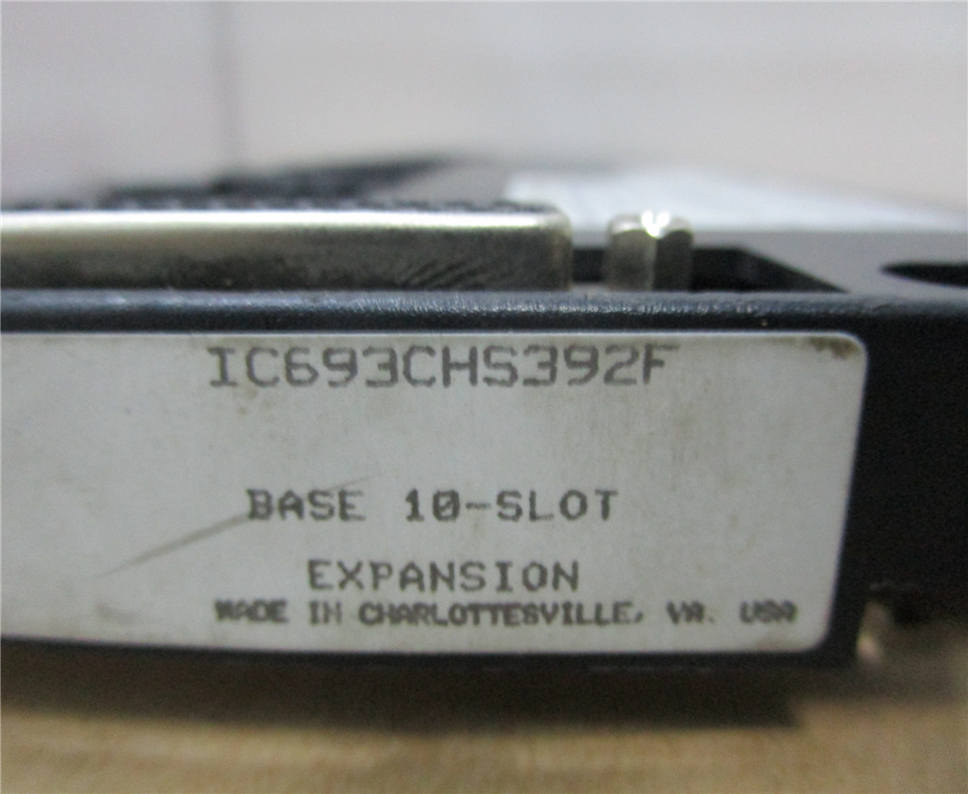 IC693CHS392F
BASE 10-SLOT
EXPANSION
MADE IN CHARLOTTESVILLE, VA. USA